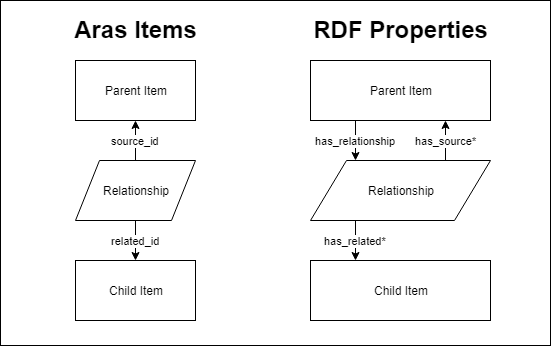 Aras Items
Parent Item
source_id
Relationship
related_id
Child Item
RDF Properties
Parent Item
has_relationship
has_source*
Relationship
has_related*
Child Item